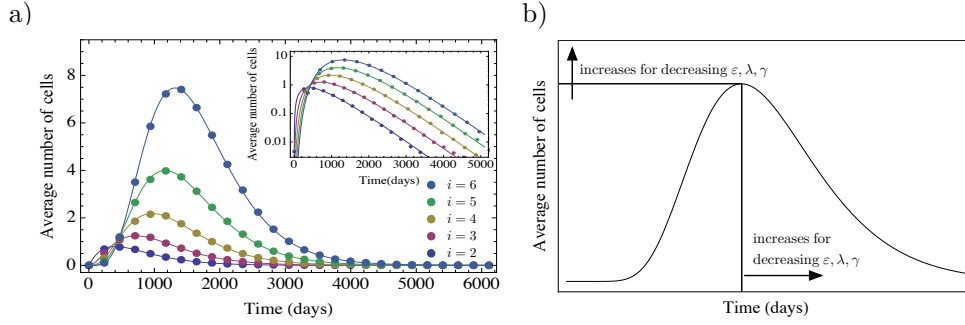 a)
Average number of cells
8
6
4
2
0
0
1000
2000
3000
4000
5000
6000
Time (days)
Average number of cells
10
1
0.1
0.01
0
1000
2000
3000
4000
5000
Time(days)
i = 6
i = 5
i = 4
i = 3
i = 2
b)
Average number of cells
increases for decreasing ε, λ, γ
increases for
decreasing ε, λ, γ
Time (days)